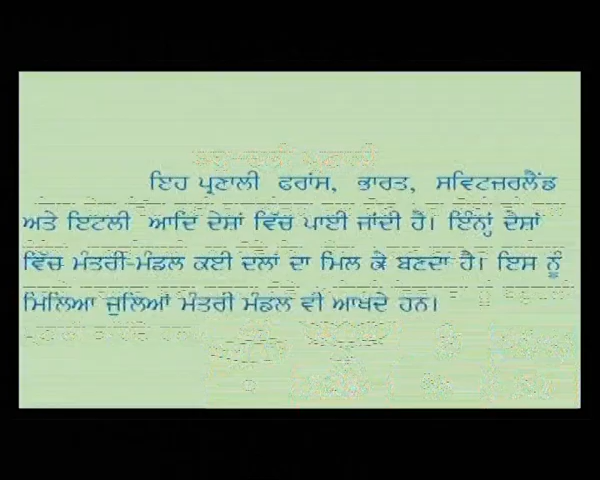 ਇਹ ਪ੍ਰਣਾਲੀ ਫਰਾਂਸ, ਭਾਰਤ, ਸਵਿਟਜ਼ਰਲੈਂਡ
ਅਤੇ ਇਟਲੀ ਆਦਿ ਦੇਸ਼ਾਂ ਵਿੱਚ ਪਾਈ ਜਾਂਦੀ ਹੈ। ਇੰਨ੍ਹਾਂ ਦੇਸ਼ਾਂ
ਵਿੱਚ ਮੰਤਰੀ-ਮੰਡਲ ਕਈ ਦਲਾਂ ਦਾ ਮਿਲ ਕੇ ਬਣਦਾ ਹੈ। ਇਸ ਨੂੰ
ਮਿਲਿਆ ਜੁਲਿਆਂ ਮੰਤਰੀ ਮੰਡਲ ਵੀ ਆਖਦੇ ਹਨ।